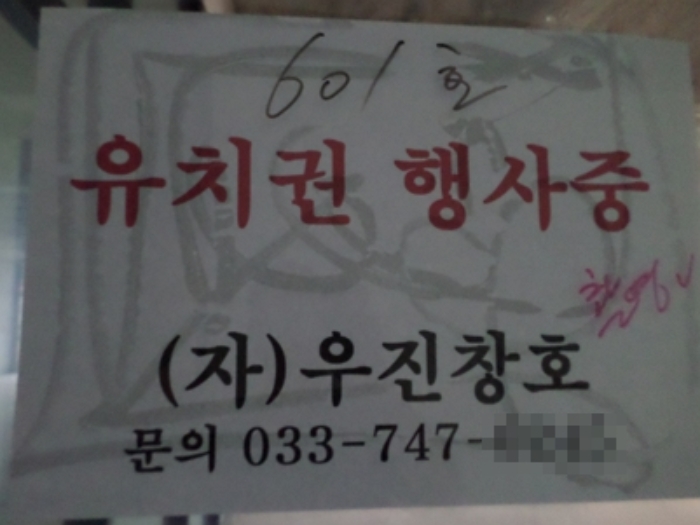 601호
유치권 행사중
(자)우진창호
문의 033-747-